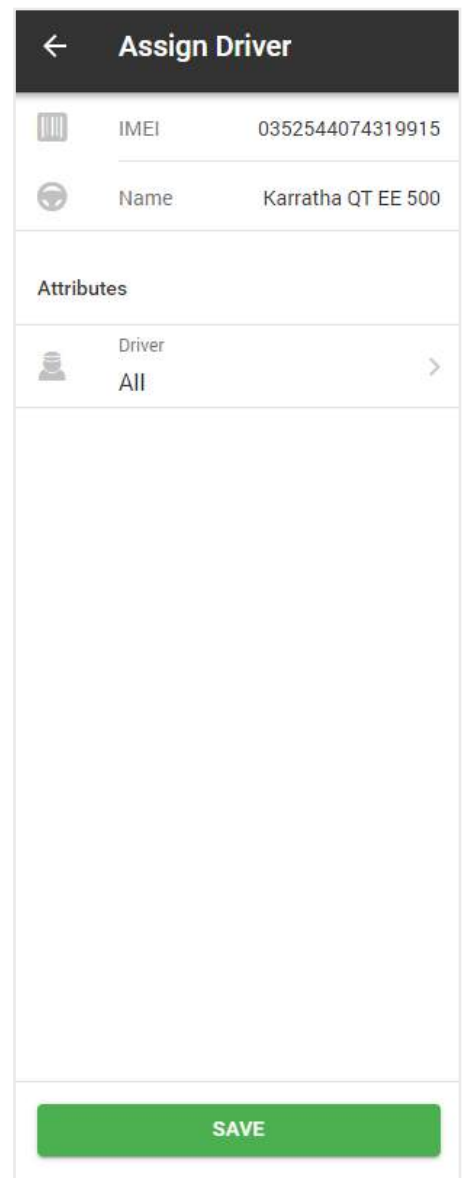 Assign Driver
IMEI 0352544074319915
Name Karratha QT EE 500
Attributes
Driver
All
SAVE